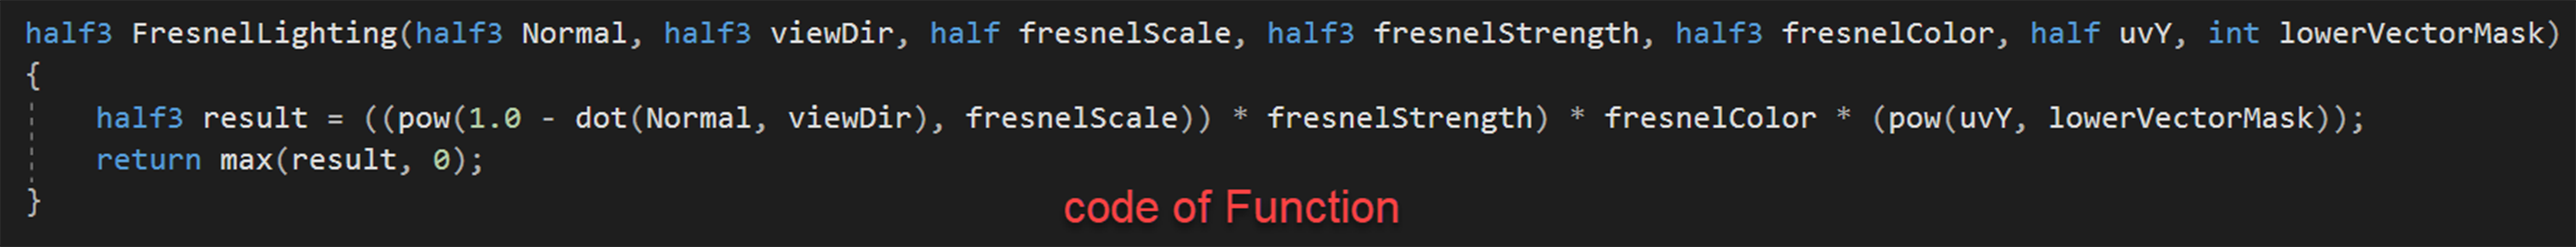 half3 FresnelLighting(half3 Normal, half3 viewDir, half fresnelScale, half3 fresnelStrength, half3 fresnelColor, half uvY, int lowerVectorMask)
{
    half3 result = ((pow(1.0 - dot(Normal, viewDir), fresnelScale)) * fresnelStrength) * fresnelColor * (pow(uvY, lowerVectorMask));
    return max(result, 0);
}
code of Function